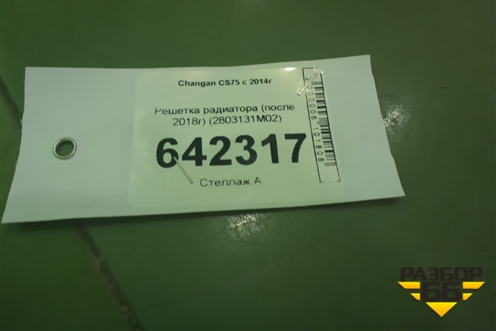 Changan CS75 с 2014г
Решетка радиатора (после
2018г) (2803131M02)
642317
Стеллаж А
РАЗБОР
66